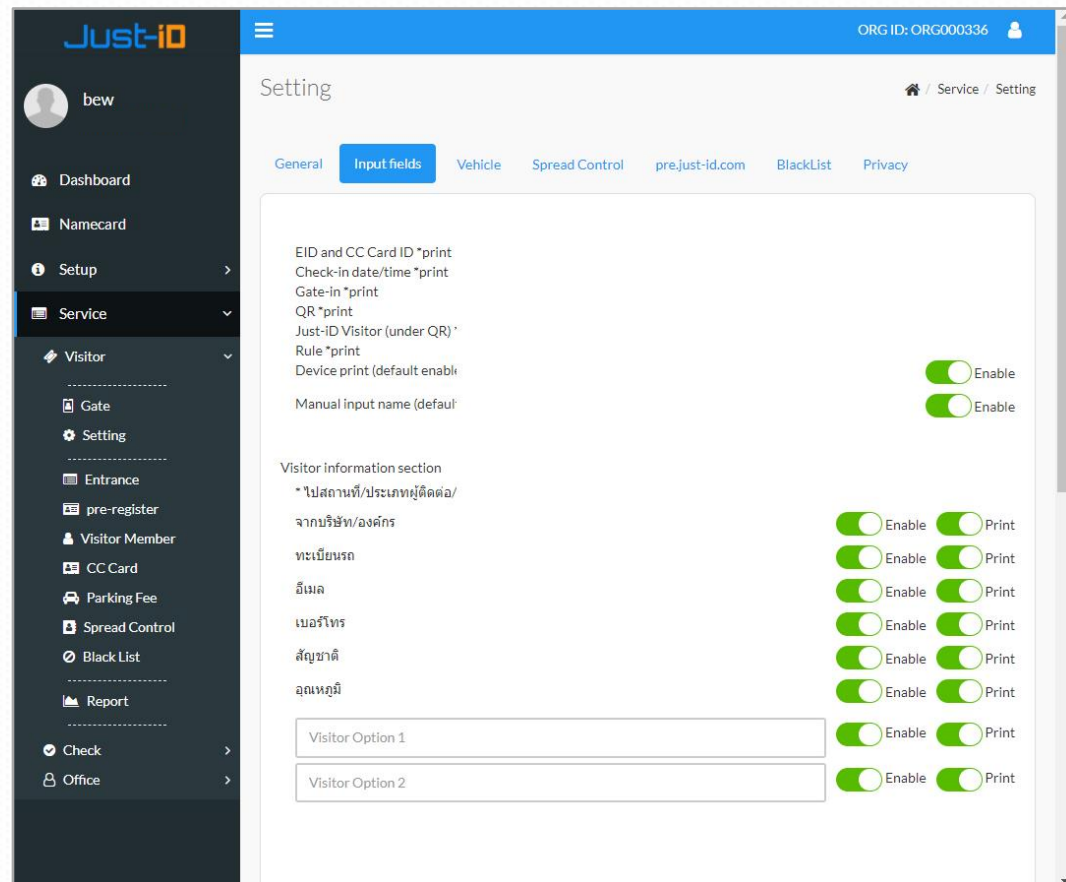 Just-iD
ORG ID: ORG000336
bew
Setting
Service / Setting
General
Input fields
Vehicle
Spread Control
pre.just-id.com
BlackList
Privacy
Dashboard
Namecard
Setup
Service
Visitor
Gate
Setting
Entrance
pre-register
Visitor Member
CC Card
Parking Fee
Spread Control
Black List
Report
Check
Office
EID and CC Card ID *print
Check-in date/time *print
Gate-in *print
QR *print
Just-iD Visitor (under QR) *
Rule *print
Device print (default enable
Enable
Manual input name (default
Enable
Visitor information section
* ไปสถานที่/ประเภทผู้ติดต่อ/
จากบริษัท/องค์กร Enable Print
ทะเบียนรถ Enable Print
อีเมล Enable Print
เบอร์โทร Enable Print
สัญชาติ Enable Print
อุณหภูมิ Enable Print
Visitor Option 1 Enable Print
Visitor Option 2 Enable Print